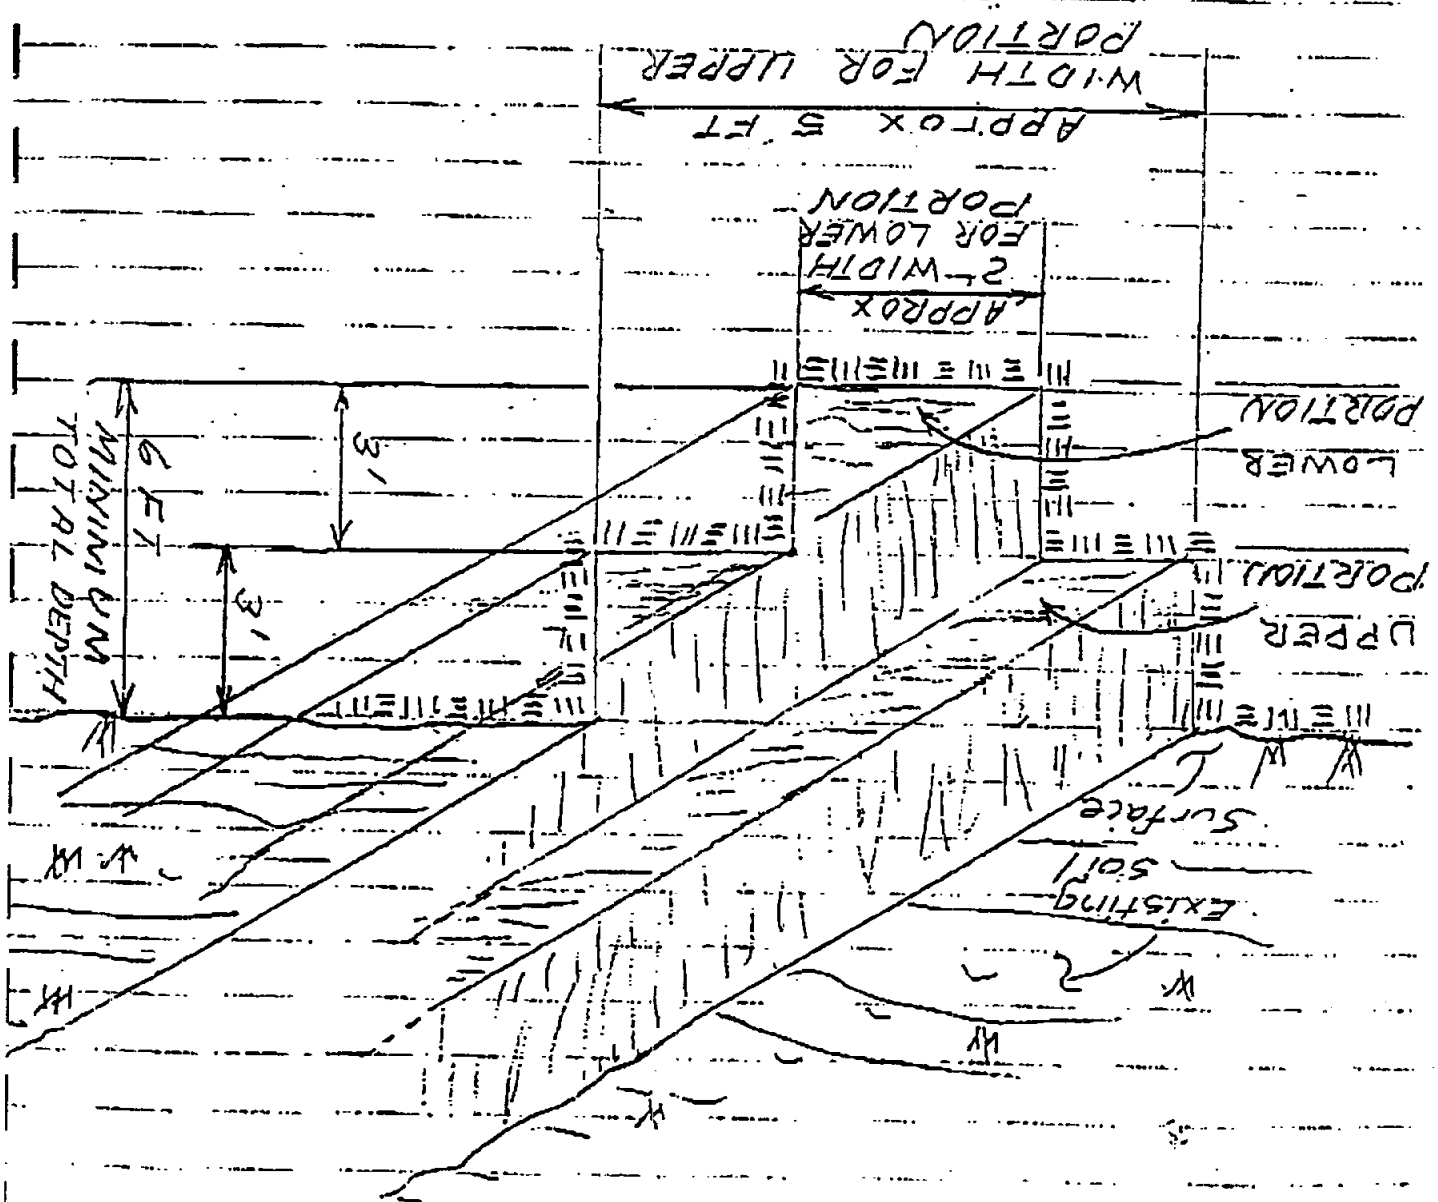 Existing
Soil
Surface
UPPER
PORTION
LOWER
PORTION
3'
3'
6 FT
MININUM
TOTAL DEPTH
APPROX
2- WIDTH
FOR LOWER
PORTION
APPROX 5 FT
WIDTH FOR UPPER
PORTION